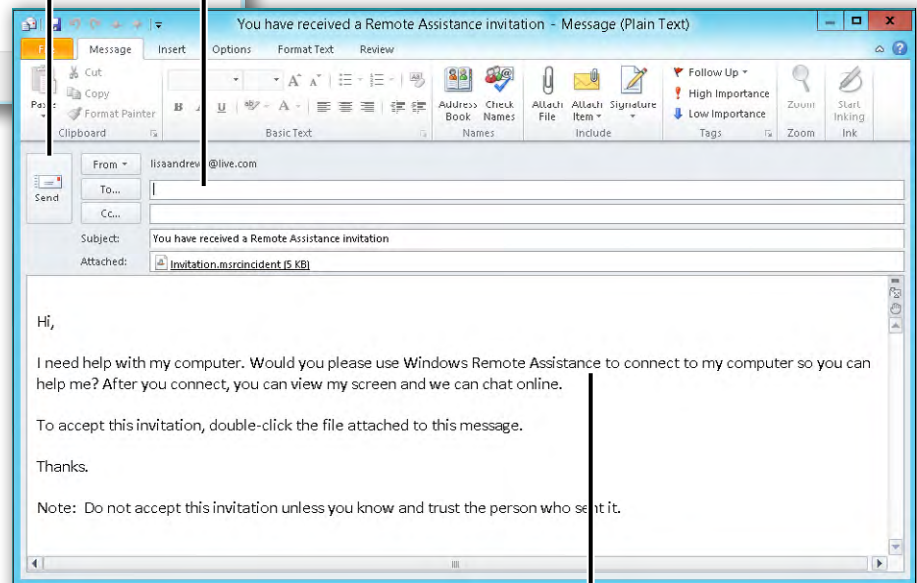 You have received a Remote Assistance invitation - Message (Plain Text)
Message Insert Options Format Text Review
Cut
Copy
Format Painter
Clipboard
B U A A A
Basic Text
Address Book
Check Names
Names
Attach File
Attach Item
Signature
Include
Follow Up
High Importance
Low Importance
Tags
Zoom
Zoom
Start Inking
Ink
Send
From lisaandrew @live.com
To...
Cc...
Subject: You have received a Remote Assistance invitation
Attached: Invitation.msrcincident (5 KB)
Hi,
I need help with my computer. Would you please use Windows Remote Assistance to connect to my computer so you can
help me? After you connect, you can view my screen and we can chat online.
To accept this invitation, double-click the file attached to this message.
Thanks.
Note: Do not accept this invitation unless you know and trust the person who sent it.